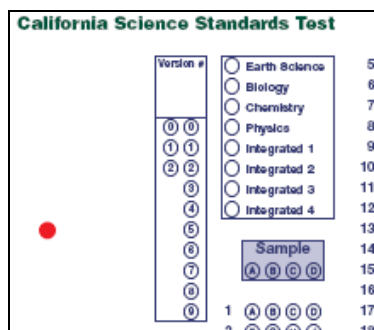 California Science Standards Test
Version #
0 0
1 1
2 2
3
4
5
6
7
8
9
Earth Science
Biology
Chemistry
Physics
Integrated 1
Integrated 2
Integrated 3
Integrated 4
Sample
A B C D
1 A B C D
5
6
7
8
9
10
11
12
13
14
15
16
17